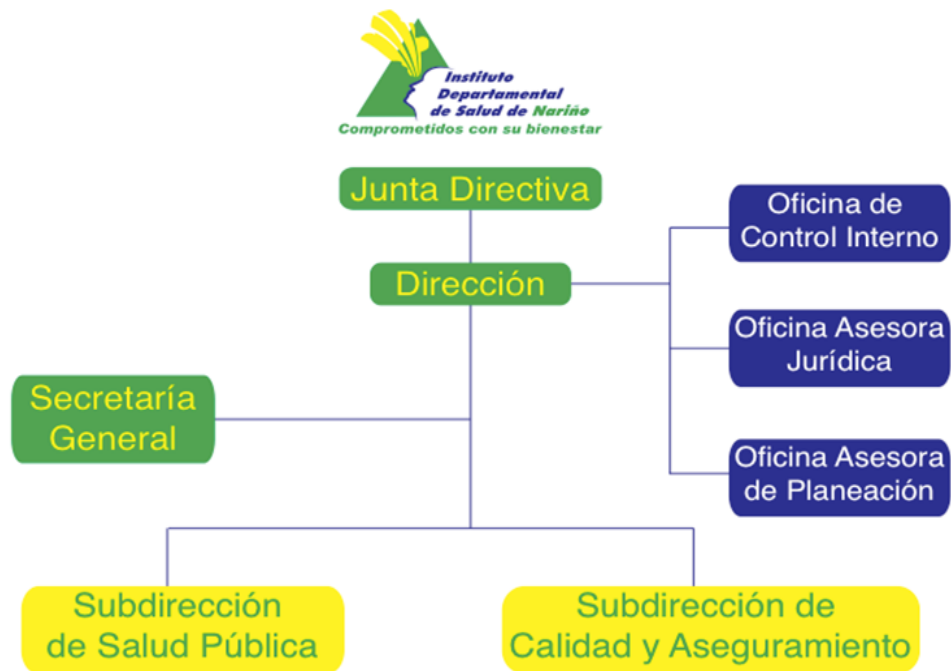 Instituto
Departamental
de Salud de Nariño
Comprometidos con su bienestar
Junta Directiva
Dirección
Oficina de
Control Interno
Oficina Asesora
Jurídica
Secretaría
General
Oficina Asesora
de Planeación
Subdirección
de Salud Pública
Subdirección de
Calidad y Aseguramiento